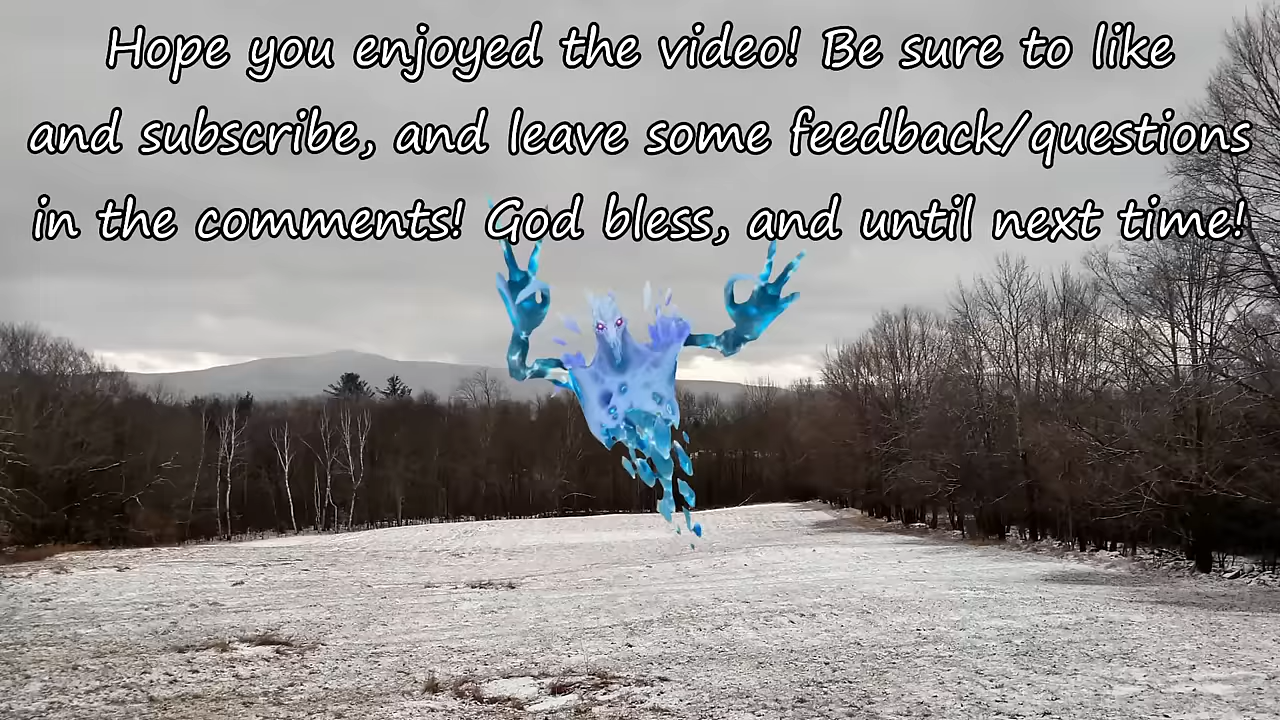 Hope you enjoyed the video! Be sure to like
and subscribe, and leave some feedback/questions
in the comments! God bless, and until next time!